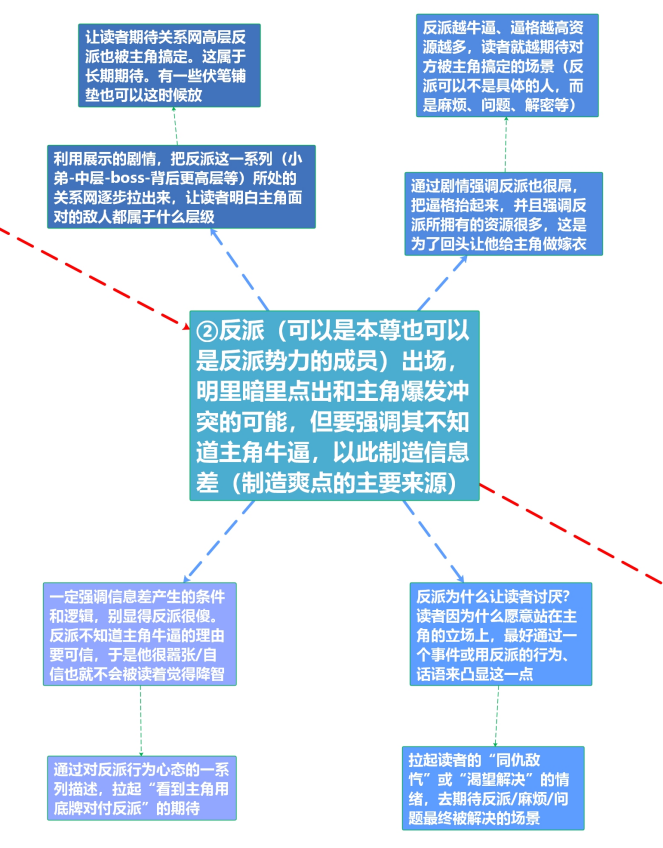 让读者期待关系网高层反
派也被主角搞定。这属于
长期期待。有一些伏笔铺
垫也可以这时候放
反派越牛逼、逼格越高资
源越多，读者就越期待对
方被主角搞定的场景（反
派可以不是具体的人，而
是麻烦、问题、解密等）
利用展示的剧情，把反派这一系列（小
弟-中层-boss-背后更高层等）所处的
关系网逐步拉出来，让读者明白主角面
对的敌人都属于什么层级
通过剧情强调反派也很屌，
把逼格抬起来，并且强调反
派所拥有的资源很多，这是
为了回头让他给主角做嫁衣
②反派（可以是本尊也可以
是反派势力的成员）出场，
明里暗里点出和主角爆发冲
突的可能，但要强调其不知
道主角牛逼，以此制造信息
差（制造爽点的主要来源）
一定强调信息差产生的条件
和逻辑，别显得反派很傻。
反派不知道主角牛逼的理由
要可信，于是他很嚣张/自
信也就不会被读着觉得降智
反派为什么让读者讨厌？
读者因为什么愿意站在主
角的立场上，最好通过一
个事件或用反派的行为、
话语来凸显这一点
通过对反派行为心态的一系
列描述，拉起“看到主角用
底牌对付反派”的期待
拉起读者的“同仇敌
忾”或“渴望解决”的情
绪，去期待反派/麻烦/问
题最终被解决的场景